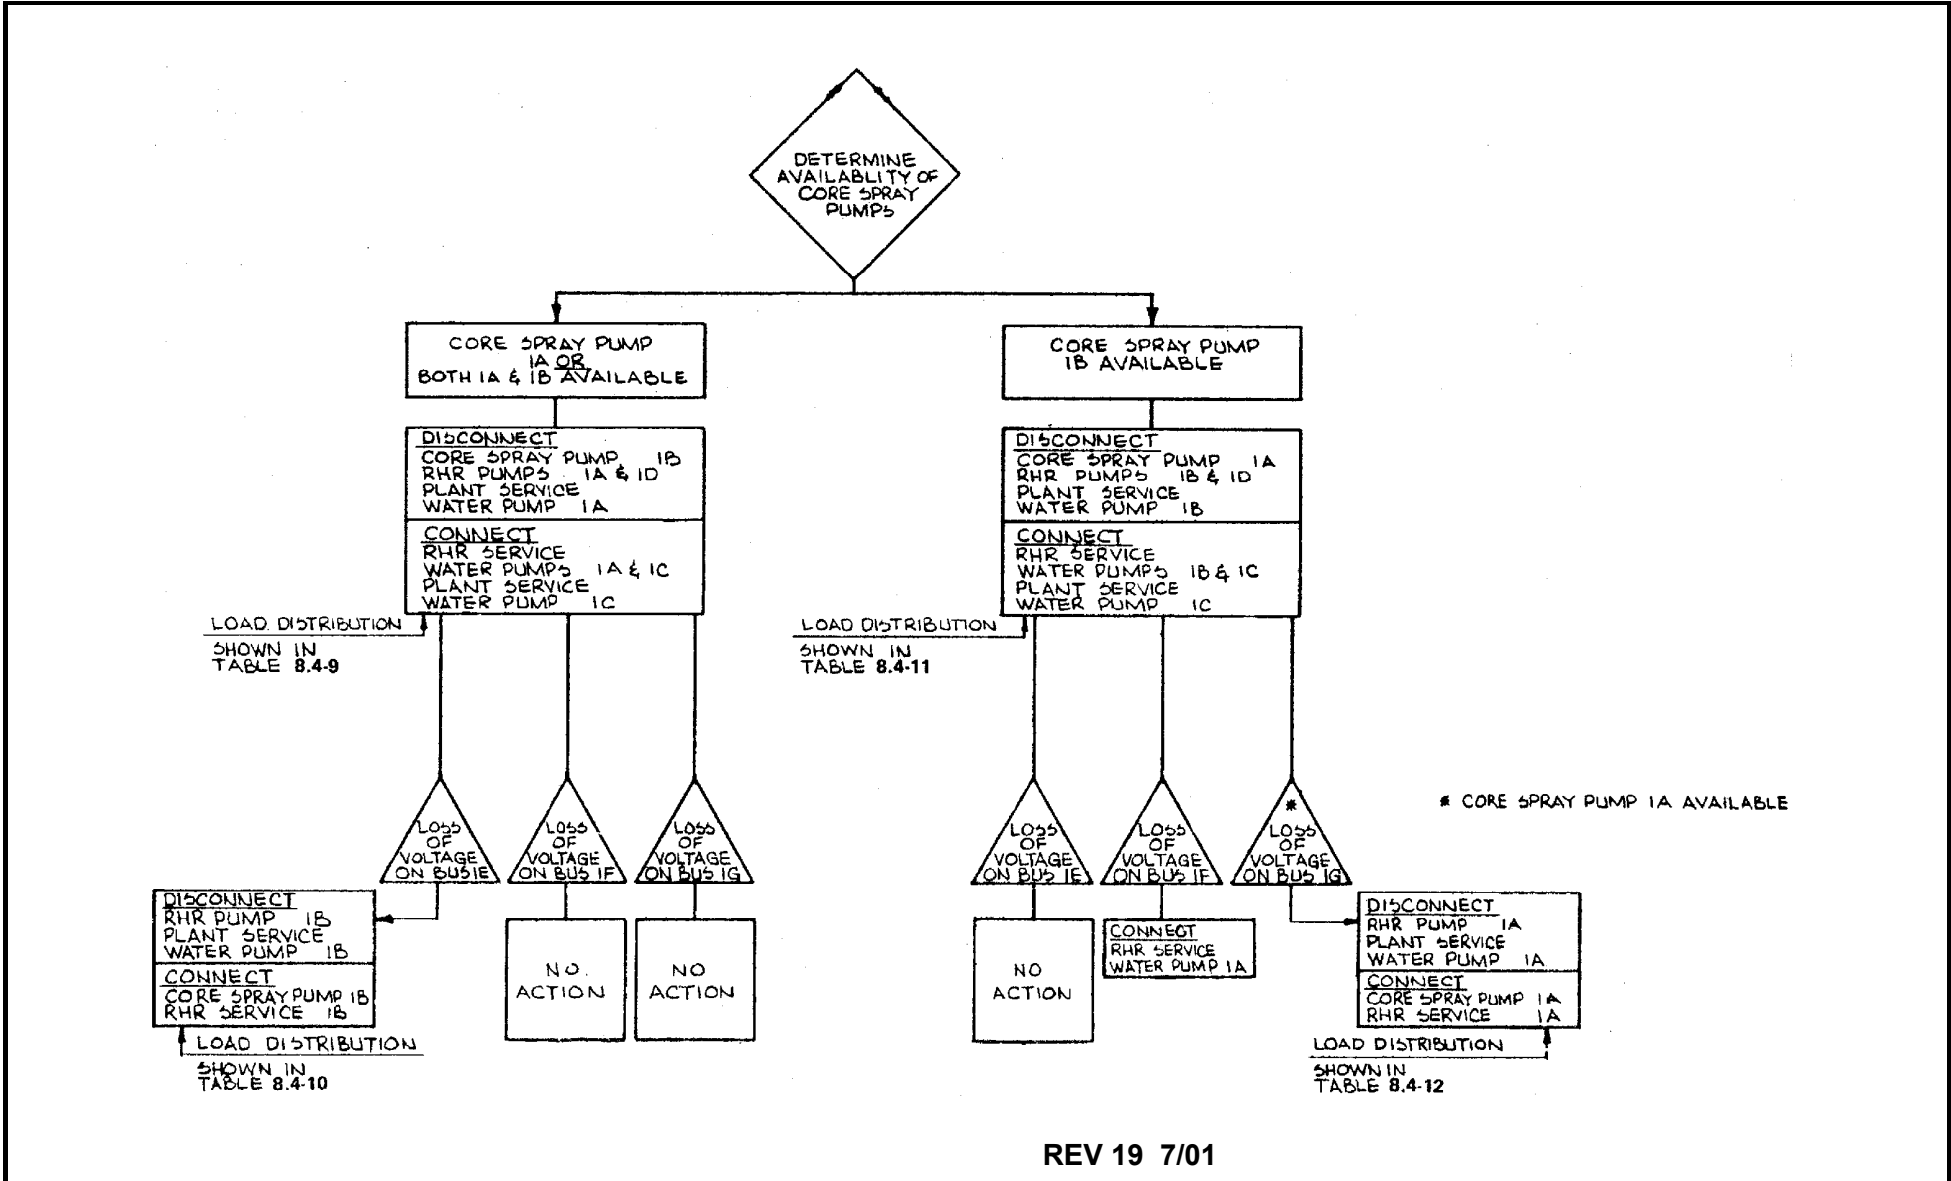 DETERMINE
AVAILABLITY OF
CORE SPRAY
PUMPS
CORE SPRAY PUMP
1A OR
BOTH 1A & 1B AVAILABLE
DISCONNECT
CORE SPRAY PUMP 1B
RHR PUMPS 1A & 1D
PLANT SERVICE
WATER PUMP 1A
CONNECT
RHR SERVICE
WATER PUMPS 1A & 1C
PLANT SERVICE
WATER PUMP 1C
LOAD DISTRIBUTION
SHOWN IN
TABLE 8.4-9
CORE SPRAY PUMP
1B AVAILABLE
DISCONNECT
CORE SPRAY PUMP 1A
RHR PUMPS 1B & 1D
PLANT SERVICE
WATER PUMP 1B
CONNECT
RHR SERVICE
WATER PUMPS 1B & 1C
PLANT SERVICE
WATER PUMP 1C
LOAD DISTRIBUTION
SHOWN IN
TABLE 8.4-11
LOSS
OF
VOLTAGE
ON BUS 1E
LOSS
OF
VOLTAGE
ON BUS 1F
LOSS
OF
VOLTAGE
ON BUS 1G
LOSS
OF
VOLTAGE
ON BUS 1E
LOSS
OF
VOLTAGE
ON BUS 1F
*
LOSS
OF
VOLTAGE
ON BUS 1G
* CORE SPRAY PUMP 1A AVAILABLE
DISCONNECT
RHR PUMP 1B
PLANT SERVICE
WATER PUMP 1B
CONNECT
CORE SPRAY PUMP 1B
RHR SERVICE 1B
LOAD DISTRIBUTION
SHOWN IN
TABLE 8.4-10
NO.
ACTION
NO
ACTION
NO
ACTION
CONNECT
RHR SERVICE
WATER PUMP 1A
DISCONNECT
RHR PUMP 1A
PLANT SERVICE
WATER PUMP 1A
CONNECT
CORE SPRAY PUMP 1A
RHR SERVICE 1A
LOAD DISTRIBUTION
SHOWN IN
TABLE 8.4-12
REV 19 7/01